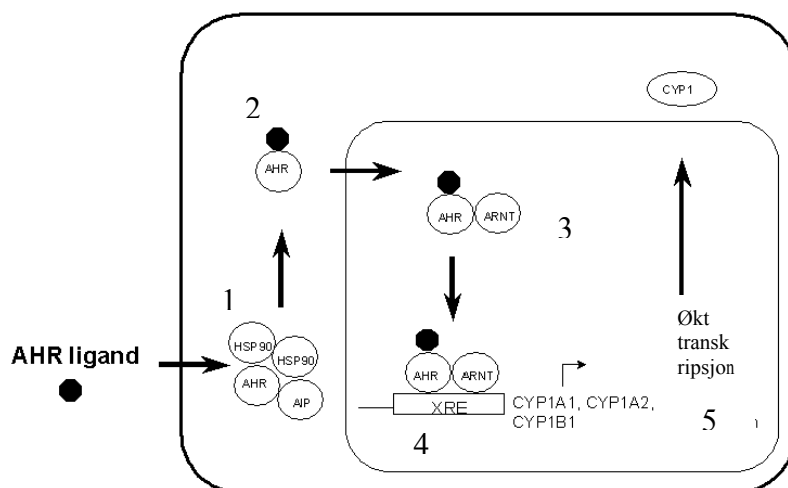 CYP1
2
AHR
AHR
ARNT
3
1
HSP90
HSP90
AHR
AIP
AHR ligand
AHR
ARNT
XRE
4
CYP1A1, CYP1A2,
CYP1B1
Økt
transk
ripsjon
5